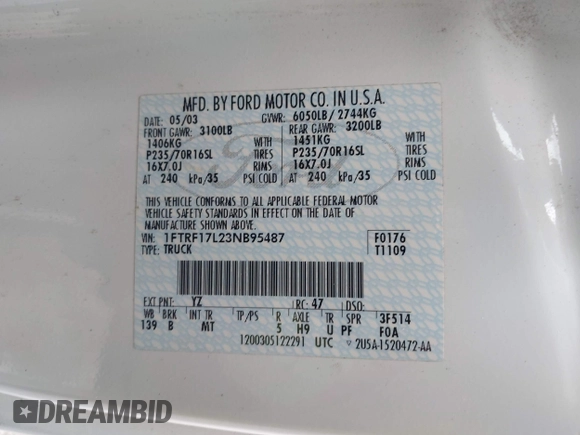 MFD. BY FORD MOTOR CO. IN U.S.A.
DATE: 05/03 GVWR: 6050LB/ 2744KG
FRONT GAWR: 3100LB REAR GAWR: 3200LB
1406KG WITH 1451KG WITH
P235/70R16SL TIRES P235/70R16SL TIRES
16X7.0J RIMS 16X7.0J RIMS
AT 240 kPa/35 PSI COLD AT 240 kPa/35 PSI COLD
THIS VEHICLE CONFORMS TO ALL APPLICABLE FEDERAL MOTOR
VEHICLE SAFETY STANDARDS IN EFFECT ON THE DATE OF
MANUFACTURE SHOWN ABOVE.
VIN: 1FTRF17L23NB95487 F0176
TYPE: TRUCK T1109
EXT PNT: YZ RC: 47 DSO:
WB BRK INT TR TP/PS R AXLE TR SPR 3F514
139 B MT 5 H9 U PF F0A
1200305122291 UTC 2U5A-1520472-AA
Ford
DREAMBID